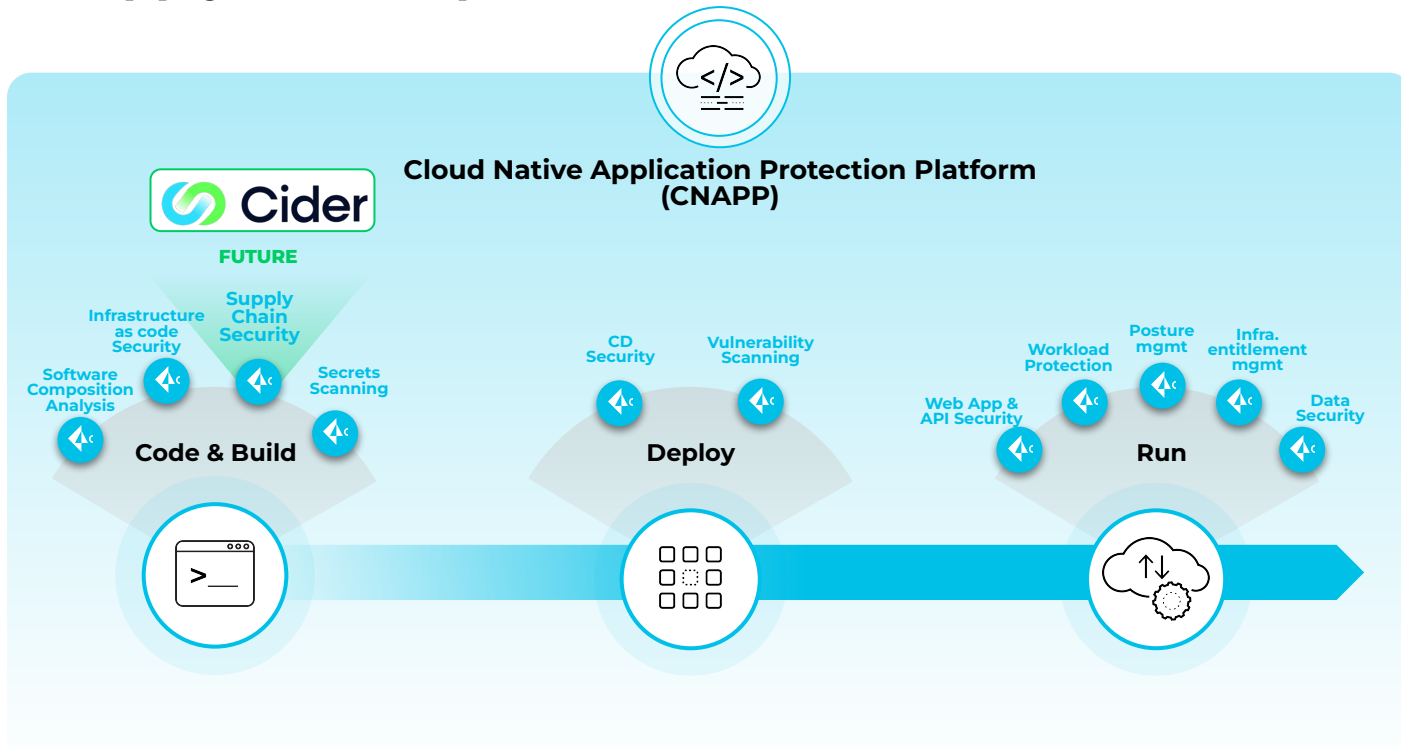 </>
Cloud Native Application Protection Platform
(CNAPP)
Cider
FUTURE
Software
Composition
Analysis
Infrastructure
as code
Security
Supply
Chain
Security
Secrets
Scanning
Code & Build
>_
CD
Security
Vulnerability
Scanning
Deploy
Web App &
API Security
Workload
Protection
Posture
mgmt
Infra.
entitlement
mgmt
Data
Security
Run